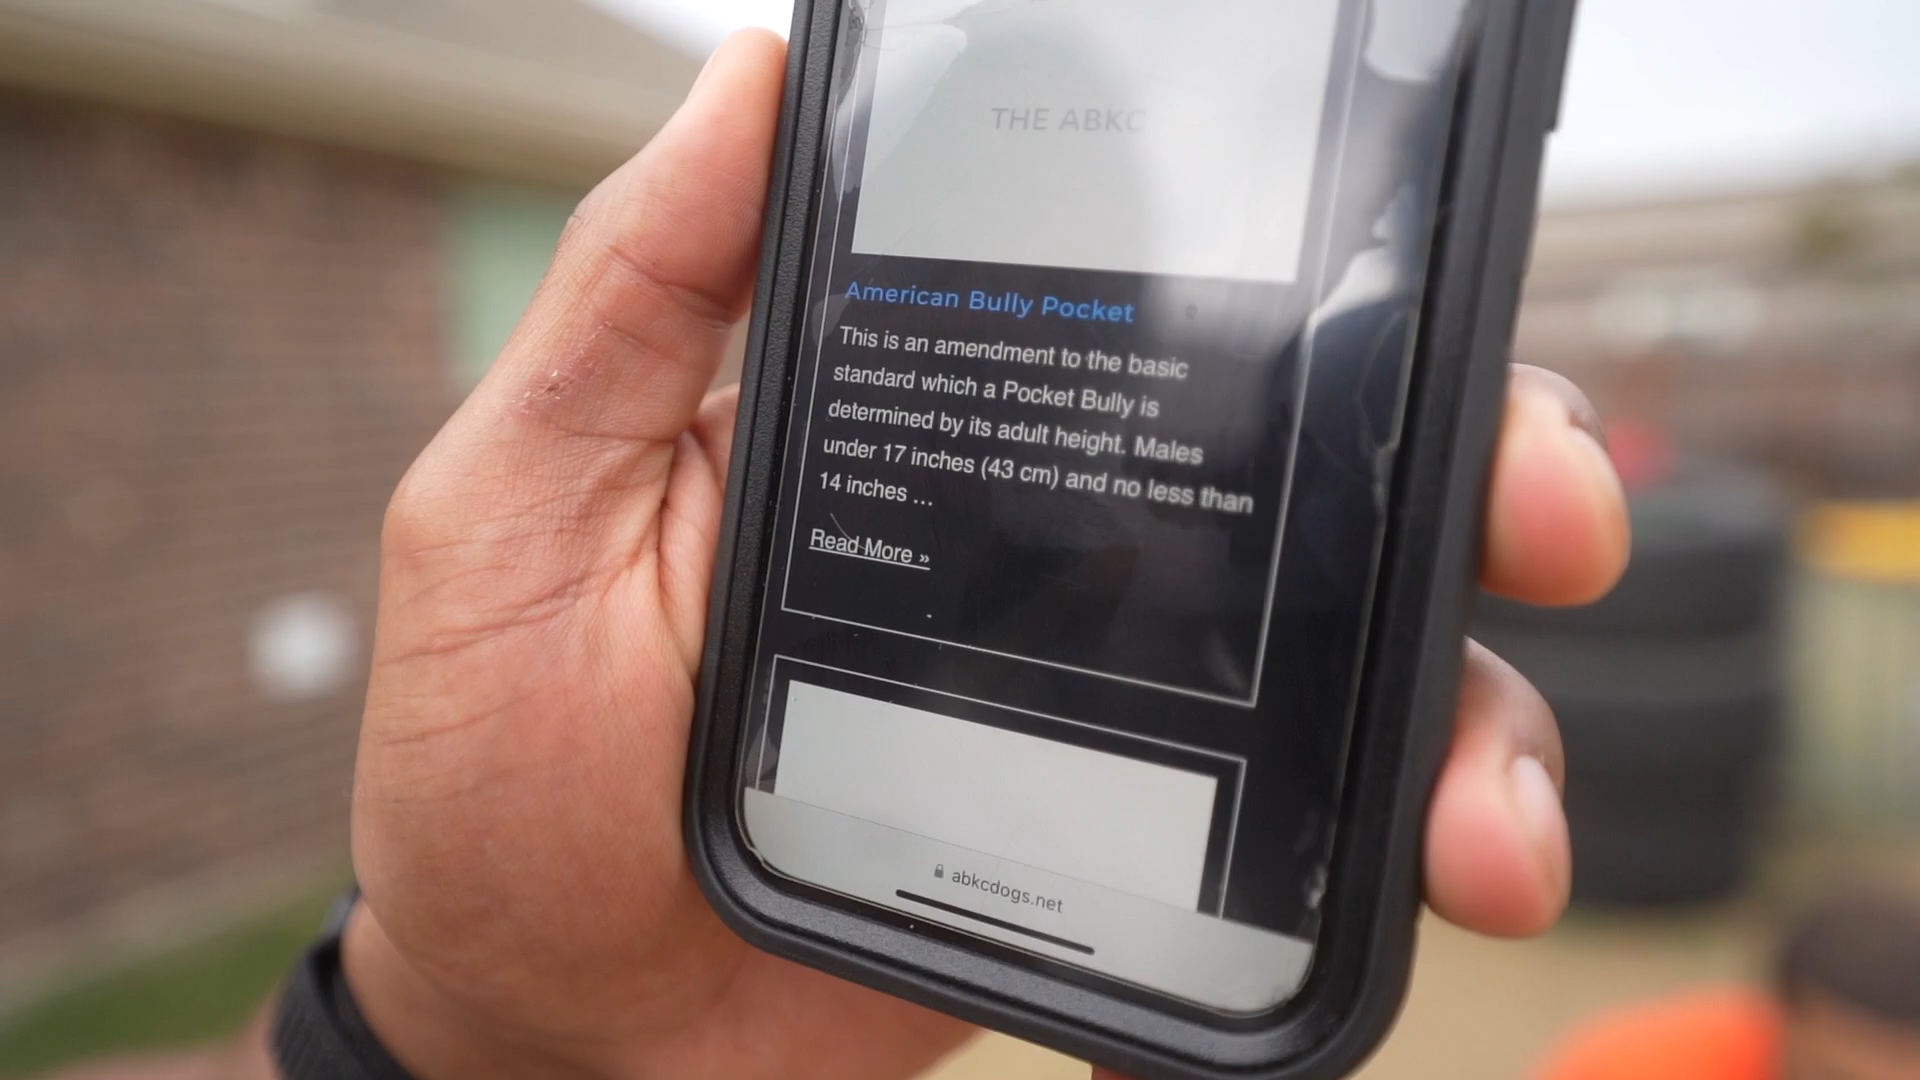 THE ABKC
American Bully Pocket
This is an amendment to the basic
standard which a Pocket Bully is
determined by its adult height. Males
under 17 inches (43 cm) and no less than
14 inches ...
Read More »
abkcdogs.net